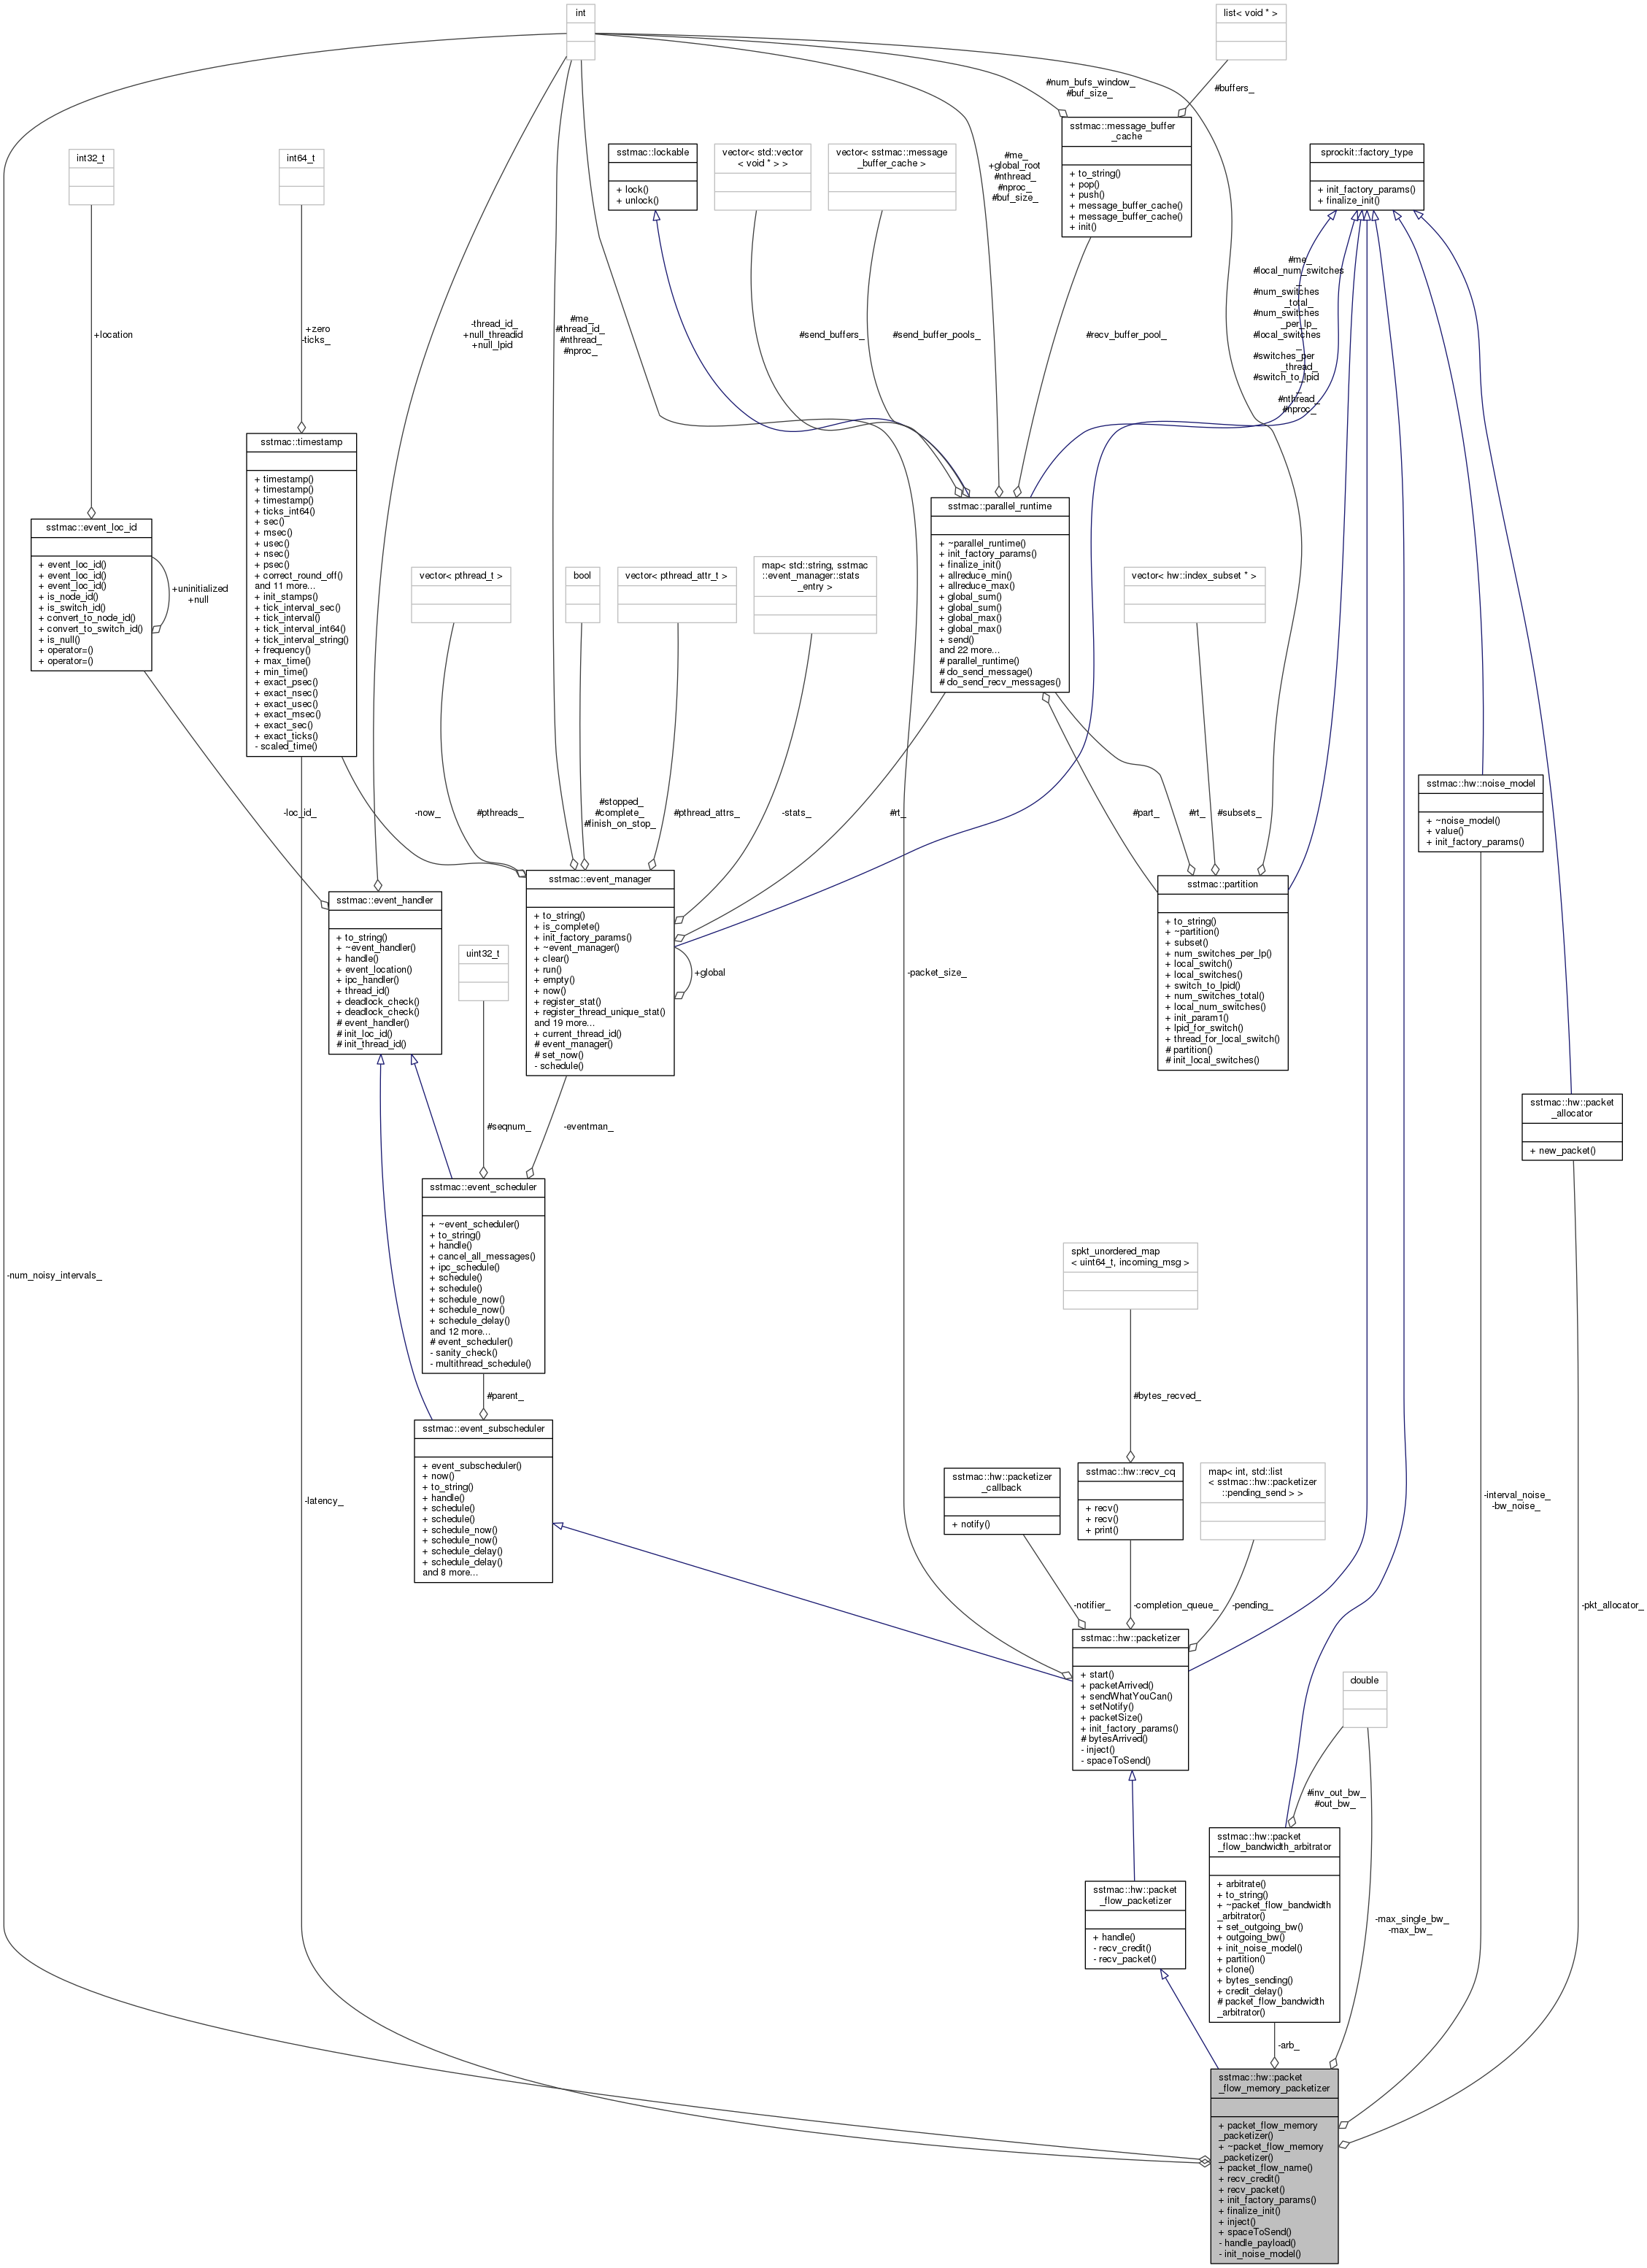 int
list< void * >
#num_bufs_window_
#buf_size_
#buffers_
sstmac::message_buffer
_cache
+ to_string()
+ pop()
+ push()
+ message_buffer_cache()
+ message_buffer_cache()
+ init()
int32_t
int64_t
sstmac::lockable
+ lock()
+ unlock()
vector< std::vector
< void * > >
vector< sstmac::message
_buffer_cache >
#me_
+global_root
#nthread_
#nproc_
#buf_size_
sprockit::factory_type
+ init_factory_params()
+ finalize_init()
+location
+zero
-ticks_
-thread_id_
+null_threadid
+null_lpid
#me_
#thread_id_
#nthread_
#nproc_
#send_buffers_
#send_buffer_pools_
#recv_buffer_pool_
#me_
#local_num_switches
_
#num_switches
_total_
#num_switches
_per_lp_
#local_switches
_
#switches_per
_thread_
#switch_to_lpid
_
#nthread_
#nproc_
sstmac::timestamp
+ timestamp()
+ timestamp()
+ timestamp()
+ ticks_int64()
+ sec()
+ msec()
+ usec()
+ nsec()
+ psec()
+ correct_round_off()
and 11 more...
+ init_stamps()
+ tick_interval_sec()
+ tick_interval()
+ tick_interval_int64()
+ tick_interval_string()
+ frequency()
+ max_time()
+ min_time()
+ exact_psec()
+ exact_nsec()
+ exact_usec()
+ exact_msec()
+ exact_sec()
+ exact_ticks()
- scaled_time()
sstmac::event_loc_id
+ event_loc_id()
+ event_loc_id()
+ event_loc_id()
+ is_node_id()
+ is_switch_id()
+ convert_to_node_id()
+ convert_to_switch_id()
+ is_null()
+ operator=()
+ operator=()
+uninitialized
+null
sstmac::parallel_runtime
+ ~parallel_runtime()
+ init_factory_params()
+ finalize_init()
+ allreduce_min()
+ allreduce_max()
+ global_sum()
+ global_sum()
+ global_max()
+ global_max()
+ send()
and 22 more...
# parallel_runtime()
# do_send_message()
# do_send_recv_messages()
vector< pthread_t >
bool
vector< pthread_attr_t >
map< std::string, sstmac
::event_manager::stats
_entry >
vector< hw::index_subset * >
-loc_id_
-now_
#pthreads_
#stopped_
#complete_
#finish_on_stop_
#pthread_attrs_
-stats_
#rt_
#part_
#rt_
#subsets_
sstmac::hw::noise_model
+ ~noise_model()
+ value()
+ init_factory_params()
sstmac::event_handler
+ to_string()
+ ~event_handler()
+ handle()
+ event_location()
+ ipc_handler()
+ thread_id()
+ deadlock_check()
+ deadlock_check()
# event_handler()
# init_loc_id()
# init_thread_id()
uint32_t
sstmac::event_manager
+ to_string()
+ is_complete()
+ init_factory_params()
+ ~event_manager()
+ clear()
+ run()
+ empty()
+ now()
+ register_stat()
+ register_thread_unique_stat()
and 19 more...
+ current_thread_id()
# event_manager()
# set_now()
- schedule()
+global
-packet_size_
sstmac::partition
+ to_string()
+ ~partition()
+ subset()
+ num_switches_per_lp()
+ local_switch()
+ local_switches()
+ switch_to_lpid()
+ num_switches_total()
+ local_num_switches()
+ init_param1()
+ lpid_for_switch()
+ thread_for_local_switch()
# partition()
# init_local_switches()
sstmac::hw::packet
_allocator
+ new_packet()
#seqnum_
-eventman_
-num_noisy_intervals_
sstmac::event_scheduler
+ ~event_scheduler()
+ to_string()
+ handle()
+ cancel_all_messages()
+ ipc_schedule()
+ schedule()
+ schedule()
+ schedule_now()
+ schedule_now()
+ schedule_delay()
and 12 more...
# event_scheduler()
- sanity_check()
- multithread_schedule()
spkt_unordered_map
< uint64_t, incoming_msg >
#parent_
#bytes_recved_
sstmac::event_subscheduler
+ event_subscheduler()
+ now()
+ to_string()
+ handle()
+ schedule()
+ schedule()
+ schedule_now()
+ schedule_now()
+ schedule_delay()
+ schedule_delay()
and 8 more...
-latency_
sstmac::hw::packetizer
_callback
+ notify()
sstmac::hw::recv_cq
+ recv()
+ recv()
+ print()
map< int, std::list
< sstmac::hw::packetizer
::pending_send > >
-interval_noise_
-bw_noise_
-notifier_
-completion_queue_
-pending_
-pkt_allocator_
sstmac::hw::packetizer
+ start()
+ packetArrived()
+ sendWhatYouCan()
+ setNotify()
+ packetSize()
+ init_factory_params()
# bytesArrived()
- inject()
- spaceToSend()
double
#inv_out_bw_
#out_bw_
sstmac::hw::packet
_flow_bandwidth_arbitrator
+ arbitrate()
+ to_string()
+ ~packet_flow_bandwidth
_arbitrator()
+ set_outgoing_bw()
+ outgoing_bw()
+ init_noise_model()
+ partition()
+ clone()
+ bytes_sending()
+ credit_delay()
# packet_flow_bandwidth
_arbitrator()
sstmac::hw::packet
_flow_packetizer
+ handle()
- recv_credit()
- recv_packet()
-max_single_bw_
-max_bw_
-arb_
sstmac::hw::packet
_flow_memory_packetizer
+ packet_flow_memory
_packetizer()
+ ~packet_flow_memory
_packetizer()
+ packet_flow_name()
+ recv_credit()
+ recv_packet()
+ init_factory_params()
+ finalize_init()
+ inject()
+ spaceToSend()
- handle_payload()
- init_noise_model()